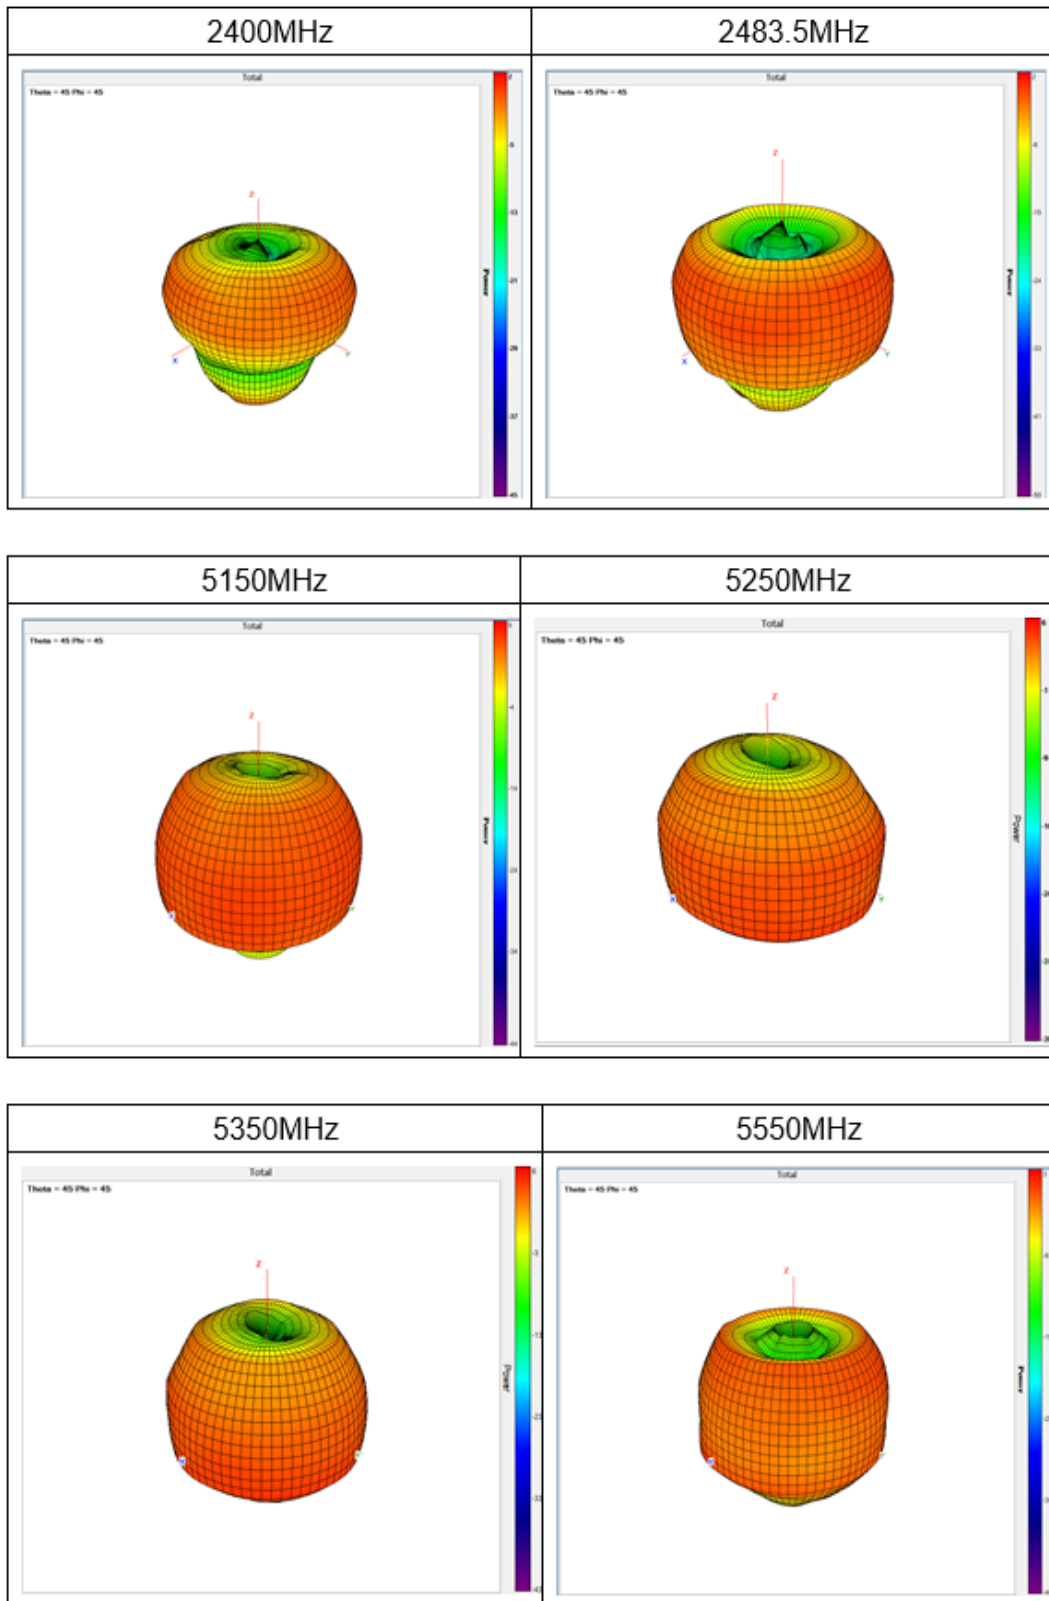 2400MHz 2483.5MHz
Total Total
Theta = 45 Phi = 45 Theta = 45 Phi = 45
Z Z
X Y X Y
Power Power
5150MHz 5250MHz
Total Total
Theta = 45 Phi = 45 Theta = 45 Phi = 45
Z Z
X Y X Y
Power Power
5350MHz 5550MHz
Total Total
Theta = 45 Phi = 45 Theta = 45 Phi = 45
Z Z
X Y X Y
Power Power